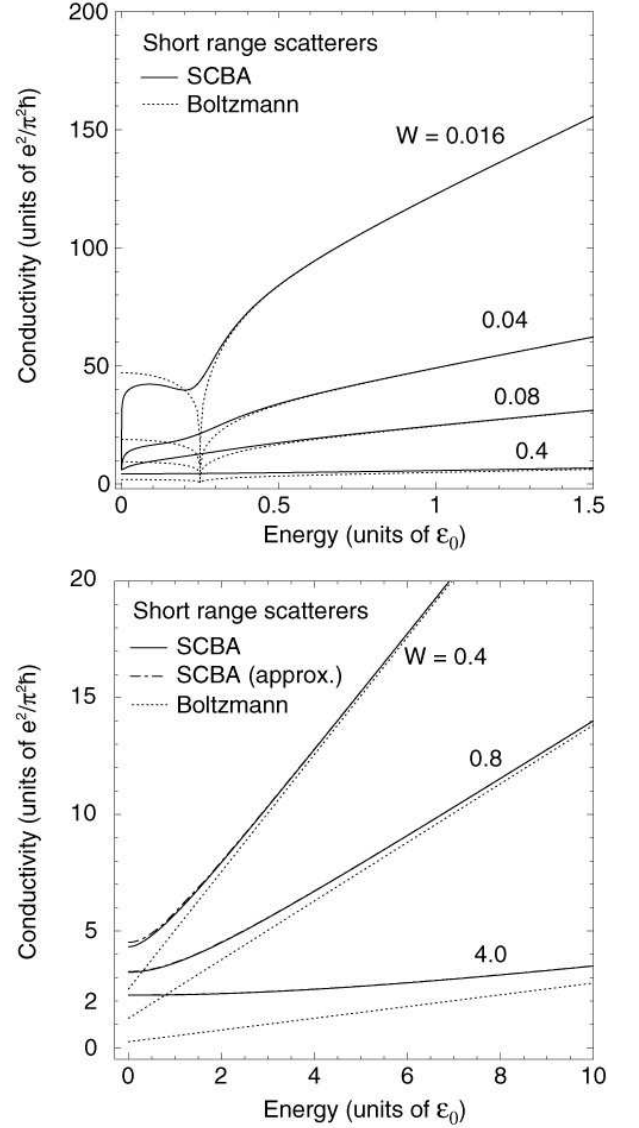 200
Short range scatterers
SCBA
Boltzmann
150
W = 0.016
100
0.04
50
0.08
0.4
0
0 0.5 1 1.5
Conductivity (units of e²/π²ħ)
Energy (units of ε₀)
20
Short range scatterers
SCBA
SCBA (approx.)
Boltzmann
W = 0.4
15
0.8
10
5
4.0
2
0
0 2 4 6 8 10
Conductivity (units of e²/π²ħ)
Energy (units of ε₀)